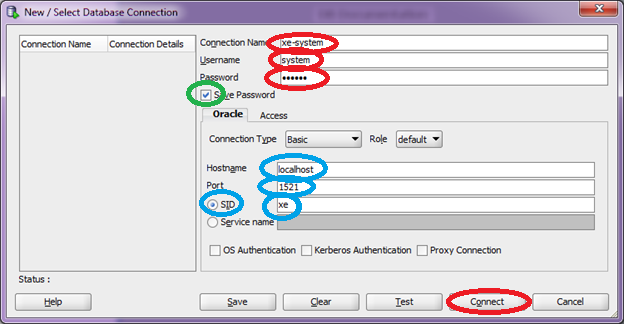 New / Select Database Connection
Connection Name Connection Details
Connection Name xe-system
Username system
Password ••••••
Save Password
Oracle Access
Connection Type Basic Role default
Hostname localhost
Port 1521
SID xe
Service name
OS Authentication Kerberos Authentication Proxy Connection
Status :
Help Save Clear Test Connect Cancel